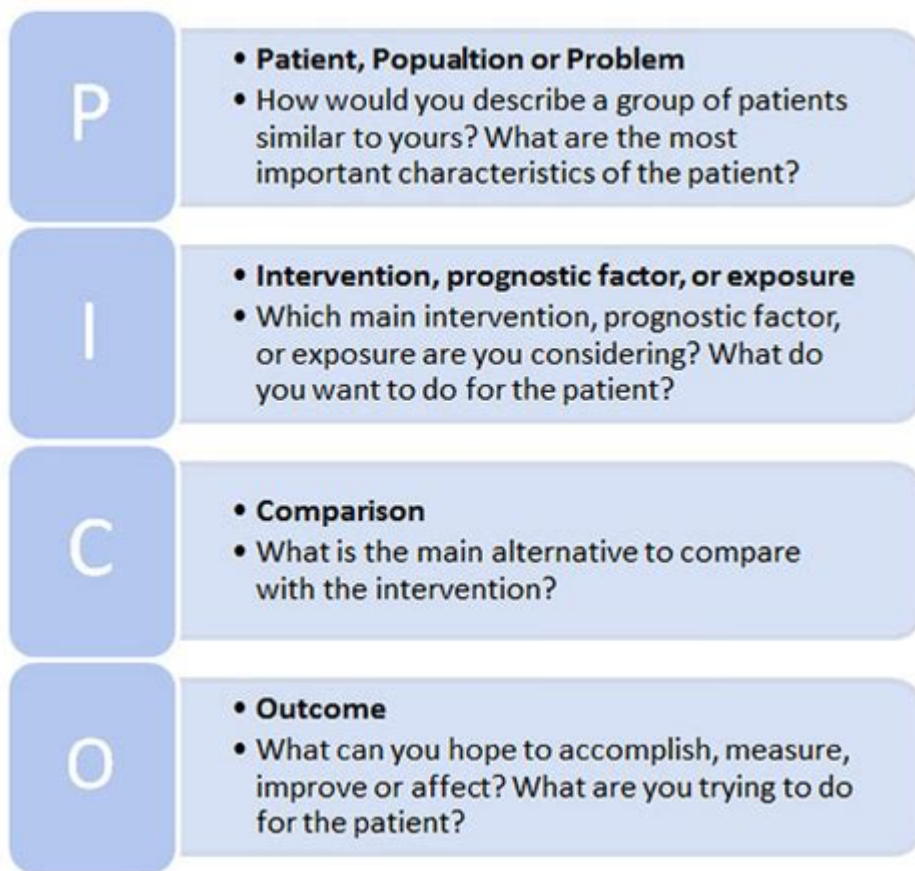 P
• Patient, Popualtion or Problem
• How would you describe a group of patients
similar to yours? What are the most
important characteristics of the patient?
I
• Intervention, prognostic factor, or exposure
• Which main intervention, prognostic factor,
or exposure are you considering? What do
you want to do for the patient?
C
• Comparison
• What is the main alternative to compare
with the intervention?
O
• Outcome
• What can you hope to accomplish, measure,
improve or affect? What are you trying to do
for the patient?